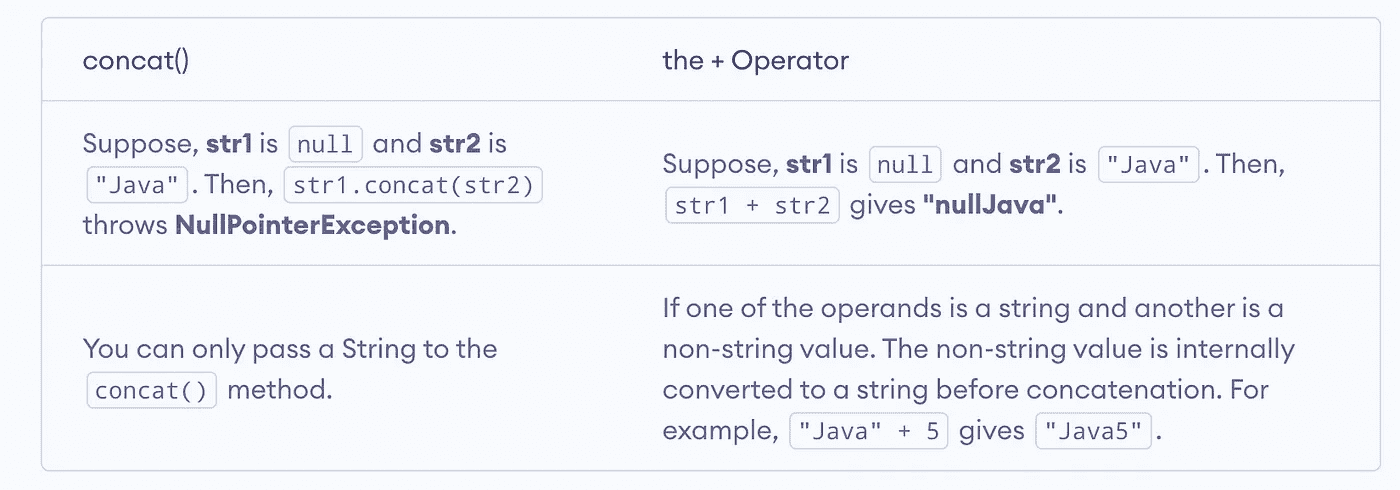 concat()
the + Operator
Suppose, str1 is null and str2 is
"Java". Then, str1.concat(str2)
throws NullPointerException.
Suppose, str1 is null and str2 is "Java". Then,
str1 + str2 gives "nullJava".
You can only pass a String to the
concat() method.
If one of the operands is a string and another is a
non-string value. The non-string value is internally
converted to a string before concatenation. For
example, "Java" + 5 gives "Java5".